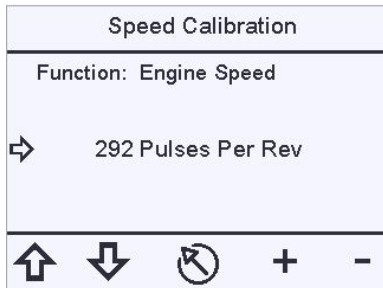 Speed Calibration
Function: Engine Speed
292 Pulses Per Rev
+ -